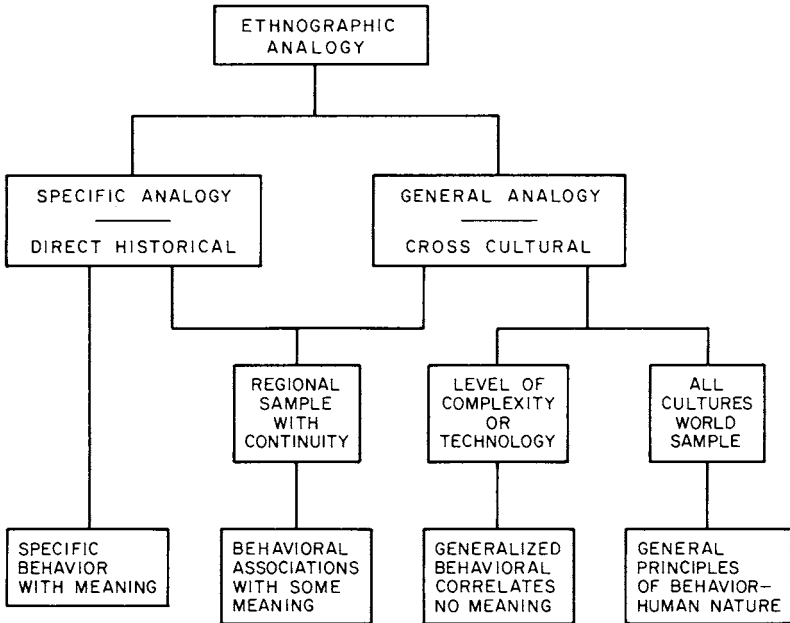 ETHNOGRAPHIC
ANALOGY
SPECIFIC ANALOGY
DIRECT HISTORICAL
GENERAL ANALOGY
CROSS CULTURAL
REGIONAL
SAMPLE
WITH
CONTINUITY
LEVEL OF
COMPLEXITY
OR
TECHNOLOGY
ALL
CULTURES
WORLD
SAMPLE
SPECIFIC
BEHAVIOR
WITH MEANING
BEHAVIORAL
ASSOCIATIONS
WITH SOME
MEANING
GENERALIZED
BEHAVIORAL
CORRELATES
NO MEANING
GENERAL
PRINCIPLES
OF BEHAVIOR—
HUMAN NATURE